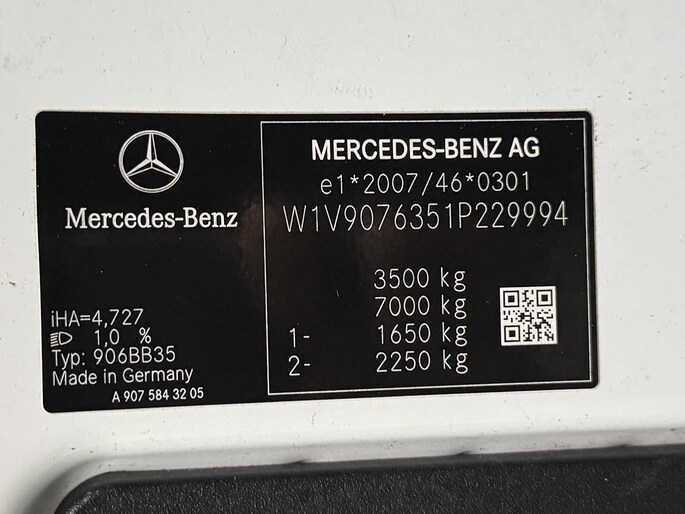 Mercedes-Benz
iHA=4,727
1,0 %
Typ: 906BB35
Made in Germany
A 907 584 32 05
MERCEDES-BENZ AG
e1*2007/46*0301
W1V9076351P229994
3500 kg
7000 kg
1- 1650 kg
2- 2250 kg